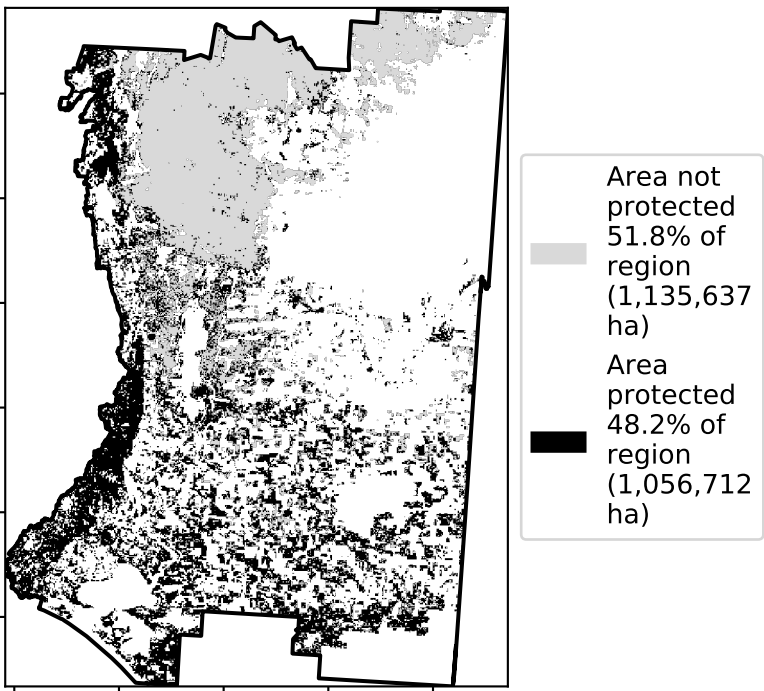 Area not
protected
51.8% of
region
(1,135,637
ha)
Area
protected
48.2% of
region
(1,056,712
ha)